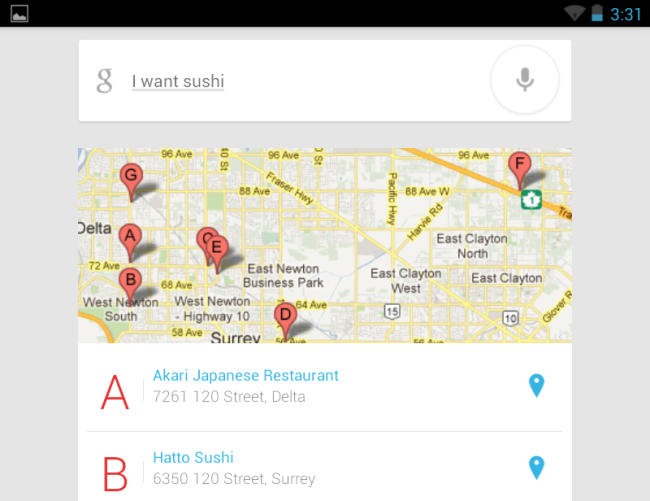 3:31
g I want sushi
96 Ave 96 Ave 96 Ave
Fraser Hwy
88 Ave
88 Ave W
Pacific Hwy
Harvie Rd
G
F
1
Delta
A
C
E
72 Ave
East Clayton
North
East Newton
Business Park
East Clayton
West
East Clayton
B
68 Ave
West Newton
South
West Newton
- Highway 10
64 Ave
D
15
10
Glover R
58 Ave
Surrey
56 Ave
A
Akari Japanese Restaurant
7261 120 Street, Delta
B
Hatto Sushi
6350 120 Street, Surrey